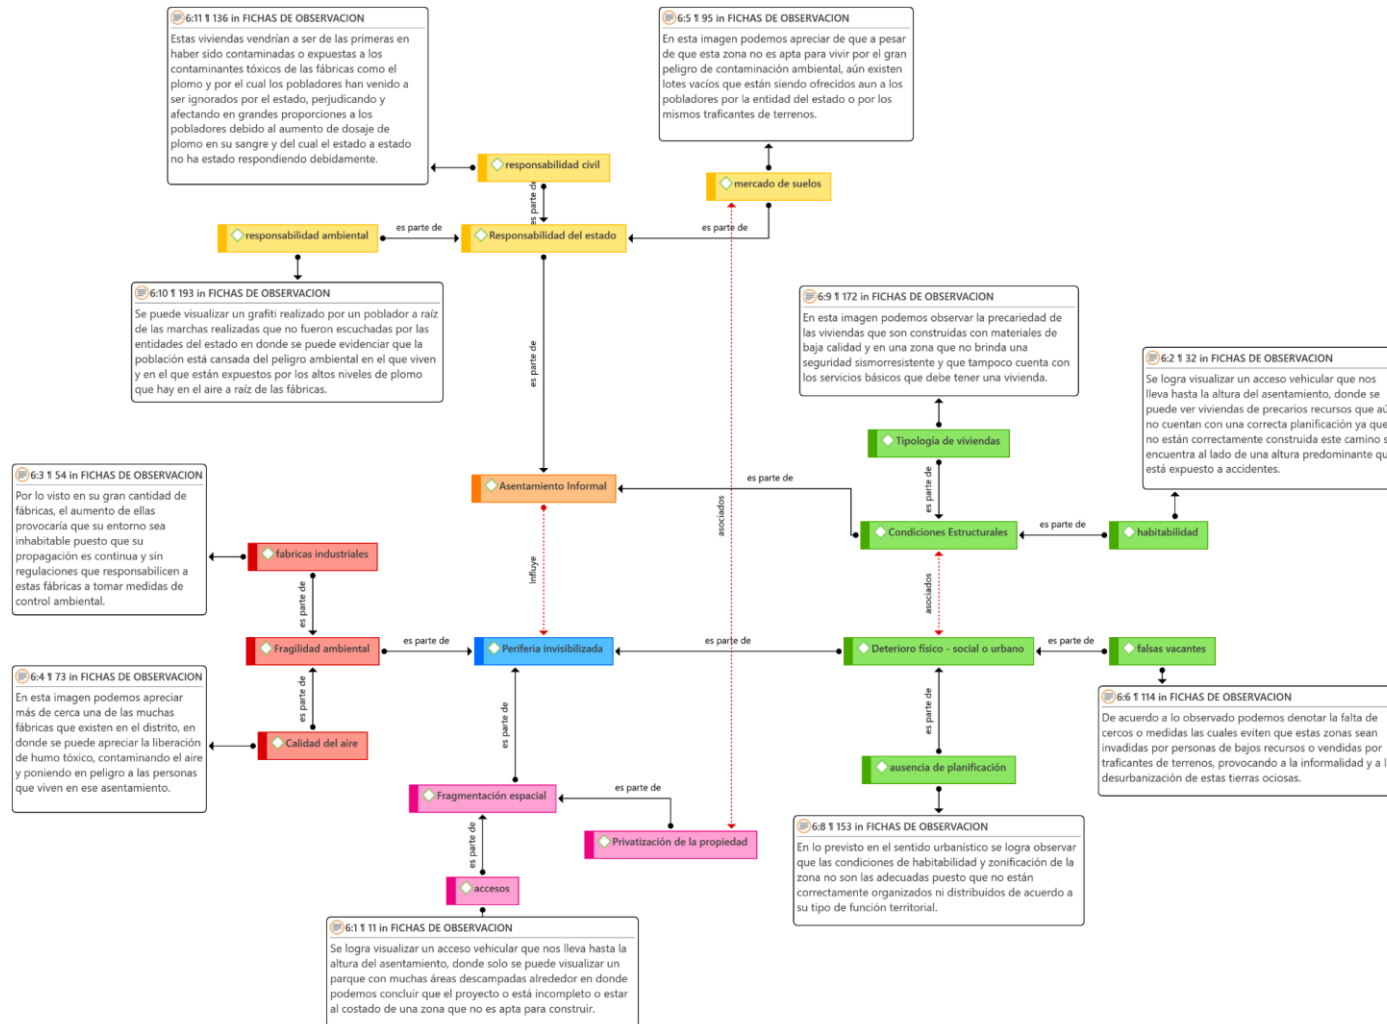 6:11 ¶ 136 in FICHAS DE OBSERVACION
Estas viviendas vendrían a ser de las primeras en
haber sido contaminadas o expuestas a los
contaminantes tóxicos de las fábricas como el
plomo y por el cual los pobladores han venido a
ser ignorados por el estado, perjudicando y
afectando en grandes proporciones a los
pobladores debido al aumento de dosaje de
plomo en su sangre y del cual el estado a estado
no ha estado respondiendo debidamente.
6:5 ¶ 95 in FICHAS DE OBSERVACION
En esta imagen podemos apreciar de que a pesar
de que esta zona no es apta para vivir por el gran
peligro de contaminación ambiental, aún existen
lotes vacíos que están siendo ofrecidos aun a los
pobladores por la entidad del estado o por los
mismos traficantes de terrenos.
responsabilidad civil
mercado de suelos
es parte de
responsabilidad ambiental
es parte de
Responsabilidad del estado
es parte de
6:10 ¶ 193 in FICHAS DE OBSERVACION
Se puede visualizar un grafiti realizado por un poblador a raíz
de las marchas realizadas que no fueron escuchadas por las
entidades del estado en donde se puede evidenciar que la
población está cansada del peligro ambiental en el que viven
y en el que están expuestos por los altos niveles de plomo
que hay en el aire a raíz de las fábricas.
es parte de
6:9 ¶ 172 in FICHAS DE OBSERVACION
En esta imagen podemos observar la precariedad de
las viviendas que son construidas con materiales de
baja calidad y en una zona que no brinda una
seguridad sismorresistente y que tampoco cuenta con
los servicios básicos que debe tener una vivienda.
6:2 ¶ 32 in FICHAS DE OBSERVACION
Se logra visualizar un acceso vehicular que nos
lleva hasta la altura del asentamiento, donde se
puede ver viviendas de precarios recursos que aú
no cuentan con una correcta planificación ya que
no están correctamente construida este camino s
encuentra al lado de una altura predominante qu
está expuesto a accidentes.
Tipología de viviendas
es parte de
6:3 ¶ 54 in FICHAS DE OBSERVACION
Por lo visto en su gran cantidad de
fábricas, el aumento de ellas
provocaría que su entorno sea
inhabitable puesto que su
propagación es continua y sin
regulaciones que responsabilicen a
estas fábricas a tomar medidas de
control ambiental.
Asentamiento Informal
es parte de
asociados
Condiciones Estructurales
es parte de
habitabilidad
fabricas industriales
Influye
asociados
es parte de
Fragilidad ambiental
es parte de
Periferia invisibilizada
es parte de
Deterioro físico - social o urbano
es parte de
falsas vacantes
6:4 ¶ 73 in FICHAS DE OBSERVACION
En esta imagen podemos apreciar
más de cerca una de las muchas
fábricas que existen en el distrito, en
donde se puede apreciar la liberación
de humo tóxico, contaminando el aire
y poniendo en peligro a las personas
que viven en ese asentamiento.
es parte de
Calidad del aire
es parte de
es parte de
6:6 ¶ 114 in FICHAS DE OBSERVACION
De acuerdo a lo observado podemos denotar la falta de
cercos o medidas las cuales eviten que estas zonas sean
invadidas por personas de bajos recursos o vendidas por
traficantes de terrenos, provocando a la informalidad y a l
desurbanización de estas tierras ociosas.
ausencia de planificación
Fragmentación espacial
es parte de
Privatización de la propiedad
es parte de
accesos
6:8 ¶ 153 in FICHAS DE OBSERVACION
En lo previsto en el sentido urbanístico se logra observar
que las condiciones de habitabilidad y zonificación de la
zona no son las adecuadas puesto que no están
correctamente organizados ni distribuidos de acuerdo a
su tipo de función territorial.
6:1 ¶ 11 in FICHAS DE OBSERVACION
Se logra visualizar un acceso vehicular que nos lleva hasta la
altura del asentamiento, donde solo se puede visualizar un
parque con muchas áreas descampadas alrededor en donde
podemos concluir que el proyecto o está incompleto o estar
al costado de una zona que no es apta para construir.